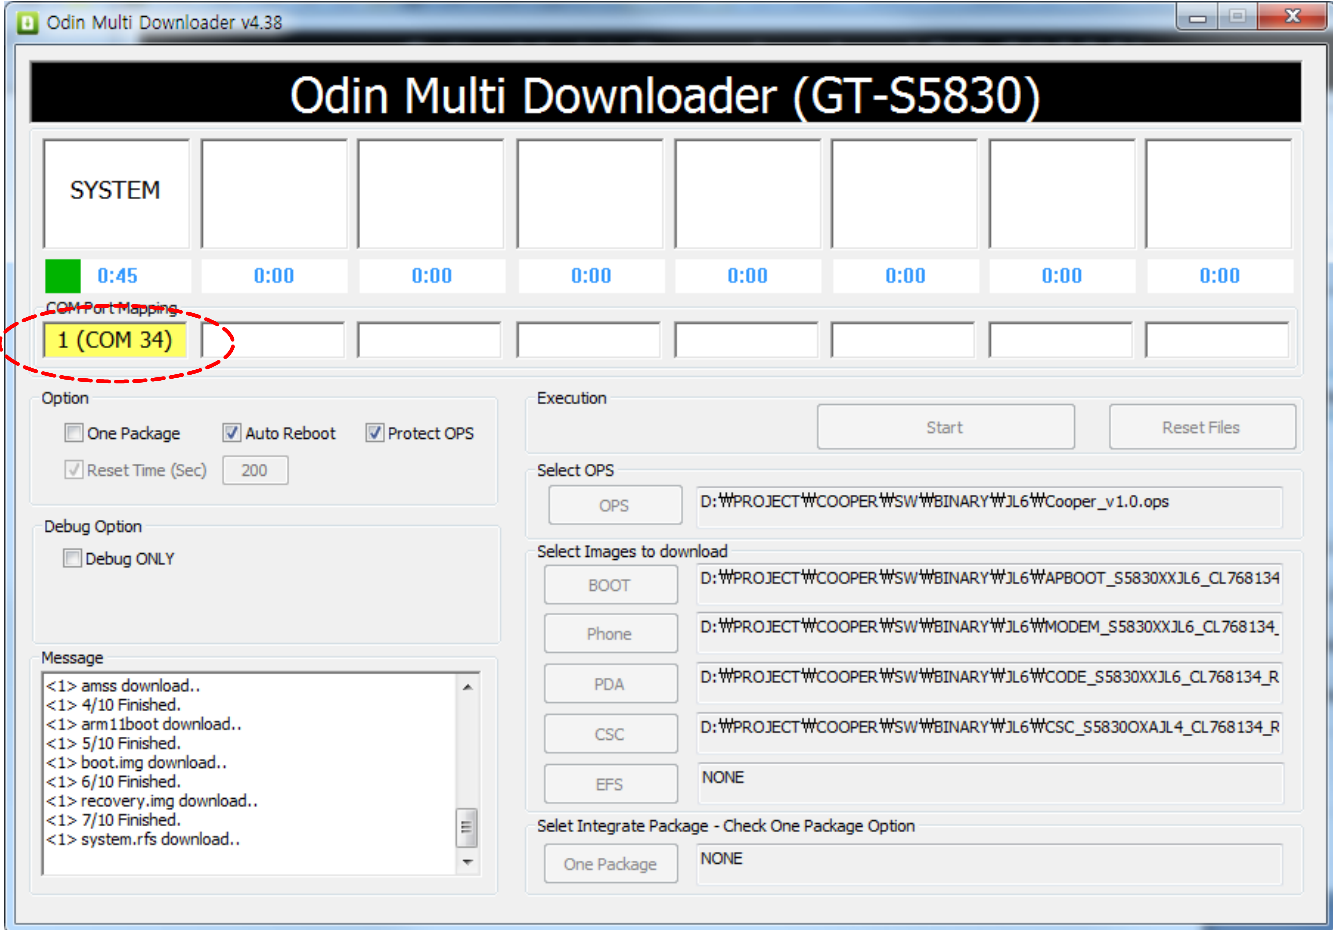 Odin Multi Downloader v4.38
Odin Multi Downloader (GT-S5830)
SYSTEM
0:45 0:00 0:00 0:00 0:00 0:00 0:00 0:00
COM Port Mapping
1 (COM 34)
Option
One Package Auto Reboot Protect OPS
Reset Time (Sec) 200
Debug Option
Debug ONLY
Message
<1> amss download..
<1> 4/10 Finished.
<1> arm11boot download..
<1> 5/10 Finished.
<1> boot.img download..
<1> 6/10 Finished.
<1> recovery.img download..
<1> 7/10 Finished.
<1> system.rfs download..
Execution
Start Reset Files
Select OPS
OPS D:₩PROJECT₩COOPER₩SW₩BINARY₩JL6₩Cooper_v1.0.ops
Select Images to download
BOOT D:₩PROJECT₩COOPER₩SW₩BINARY₩JL6₩APBOOT_S5830XXJL6_CL768134
Phone D:₩PROJECT₩COOPER₩SW₩BINARY₩JL6₩MODEM_S5830XXJL6_CL768134_
PDA D:₩PROJECT₩COOPER₩SW₩BINARY₩JL6₩CODE_S5830XXJL6_CL768134_R
CSC D:₩PROJECT₩COOPER₩SW₩BINARY₩JL6₩CSC_S5830OXAJL4_CL768134_R
EFS NONE
Selet Integrate Package - Check One Package Option
One Package NONE